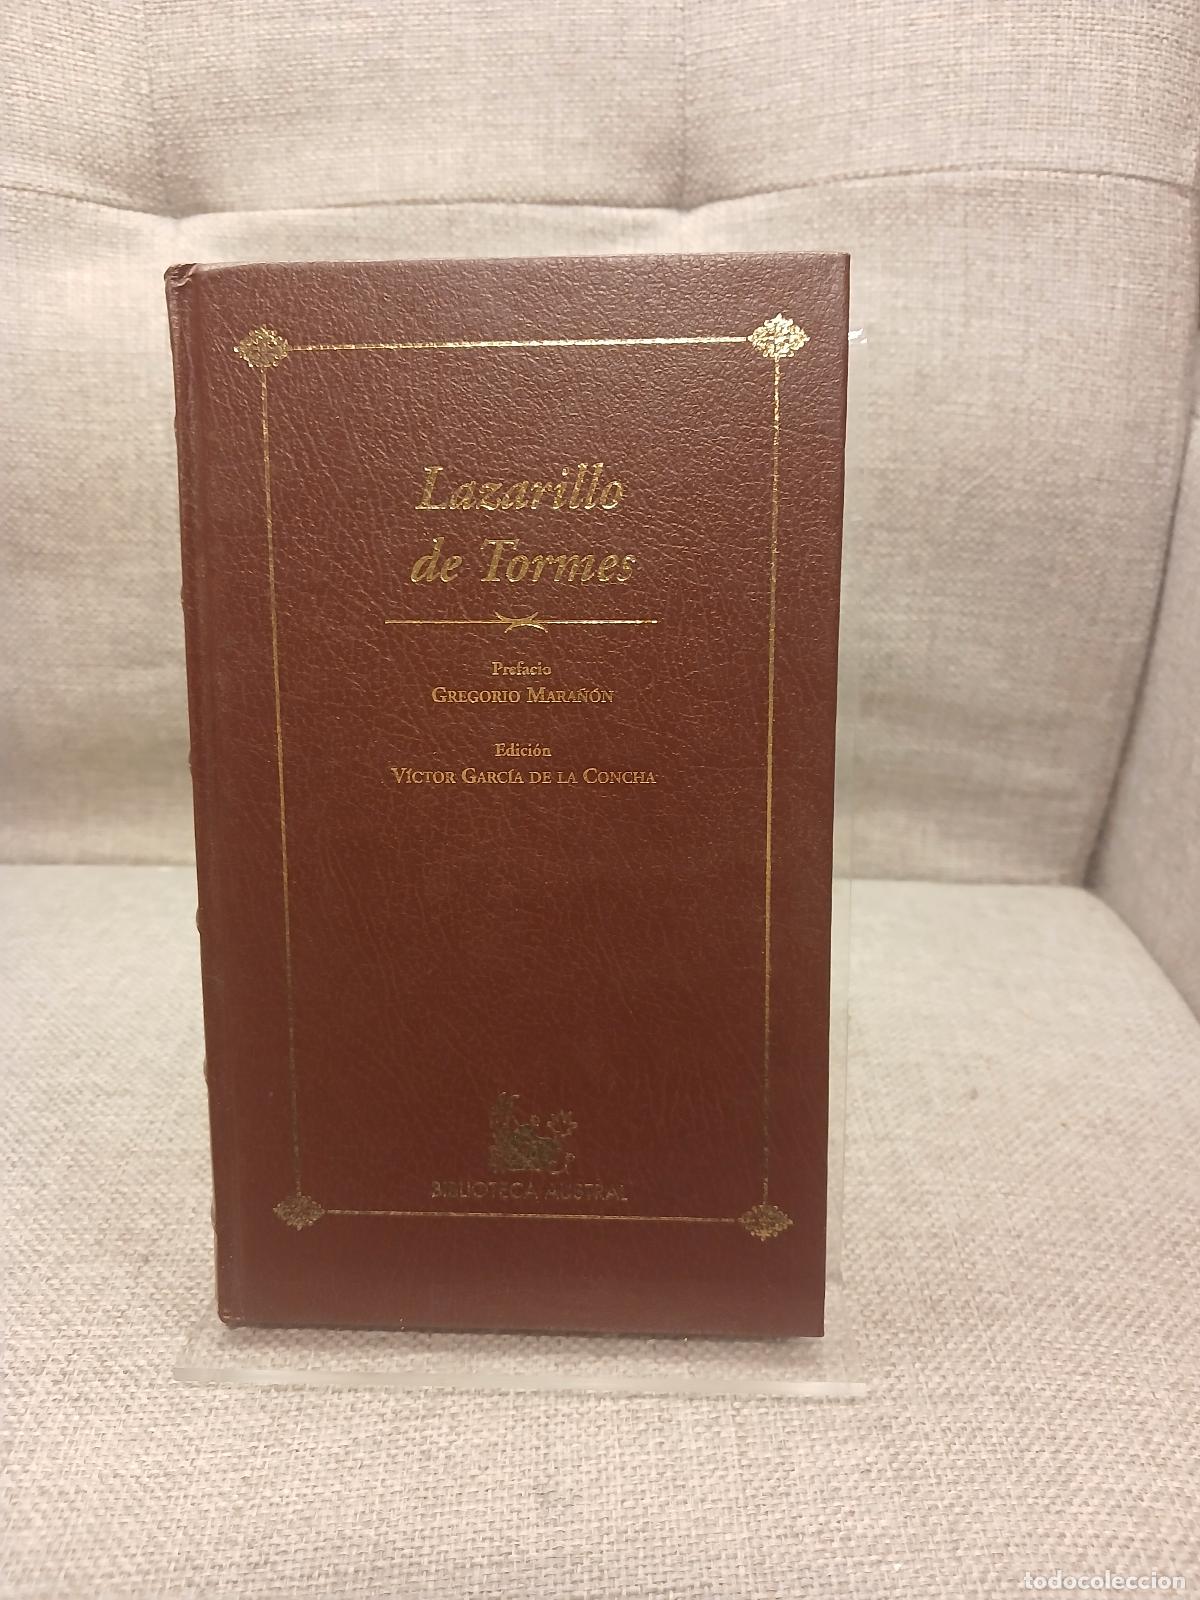 Lazarillo
de Tormes
Prefacio
GREGORIO MARAÑÓN
Edición
VÍCTOR GARCÍA DE LA CONCHA
BIBLIOTECA AUSTRAL
todocoleccion